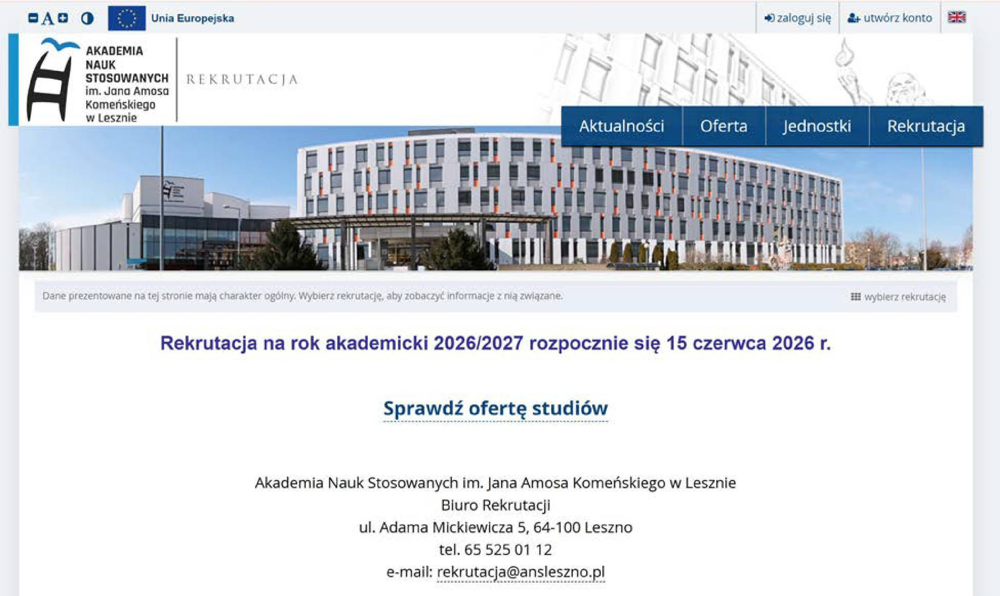 A
Unia Europejska
zaloguj się
utwórz konto
AKADEMIA
NAUK
STOSOWANYCH
im. Jana Amosa
Komeńskiego
w Lesznie
REKRUTACJA
Aktualności
Oferta
Jednostki
Rekrutacja
Dane prezentowane na tej stronie mają charakter ogólny. Wybierz rekrutację, aby zobaczyć informacje z nią związane.
wybierz rekrutację
Rekrutacja na rok akademicki 2026/2027 rozpocznie się 15 czerwca 2026 r.
Sprawdź ofertę studiów
Akademia Nauk Stosowanych im. Jana Amosa Komeńskiego w Lesznie
Biuro Rekrutacji
ul. Adama Mickiewicza 5, 64-100 Leszno
tel. 65 525 01 12
e-mail: rekrutacja@ansleszno.pl